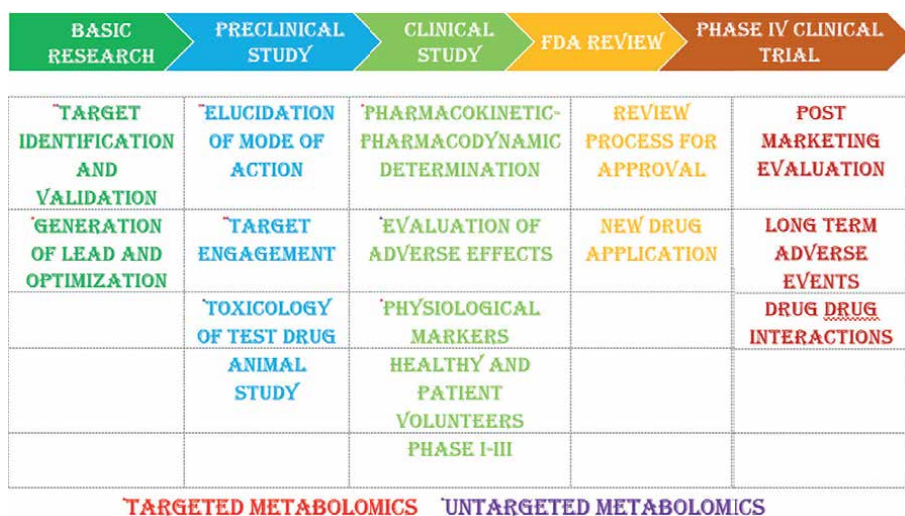 BASIC
RESEARCH
PRECLINICAL
STUDY
CLINICAL
STUDY
FDA REVIEW
PHASE IV CLINICAL
TRIAL
*TARGET
IDENTIFICATION
AND
VALIDATION
**ELUCIDATION
OF MODE OF
ACTION
*PHARMACOKINETIC-
PHARMACODYNAMIC
DETERMINATION
REVIEW
PROCESS FOR
APPROVAL
POST
MARKETING
EVALUATION
*GENERATION
OF LEAD AND
OPTIMIZATION
**TARGET
ENGAGEMENT
*EVALUATION OF
ADVERSE EFFECTS
NEW DRUG
APPLICATION
LONG TERM
ADVERSE
EVENTS
*TOXICOLOGY
OF TEST DRUG
*PHYSIOLOGICAL
MARKERS
DRUG DRUG
INTERACTIONS
ANIMAL
STUDY
HEALTHY AND
PATIENT
VOLUNTEERS
PHASE I-III
*TARGETED METABOLOMICS *UNTARGETED METABOLOMICS